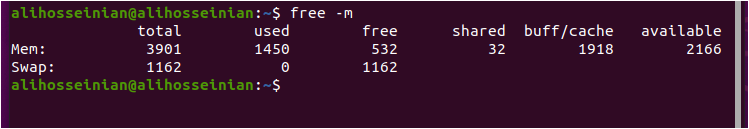 alihosseinian@alihosseinian:~$ free -m
              total        used        free      shared  buff/cache   available
Mem:           3901        1450         532          32        1918        2166
Swap:          1162           0        1162
alihosseinian@alihosseinian:~$